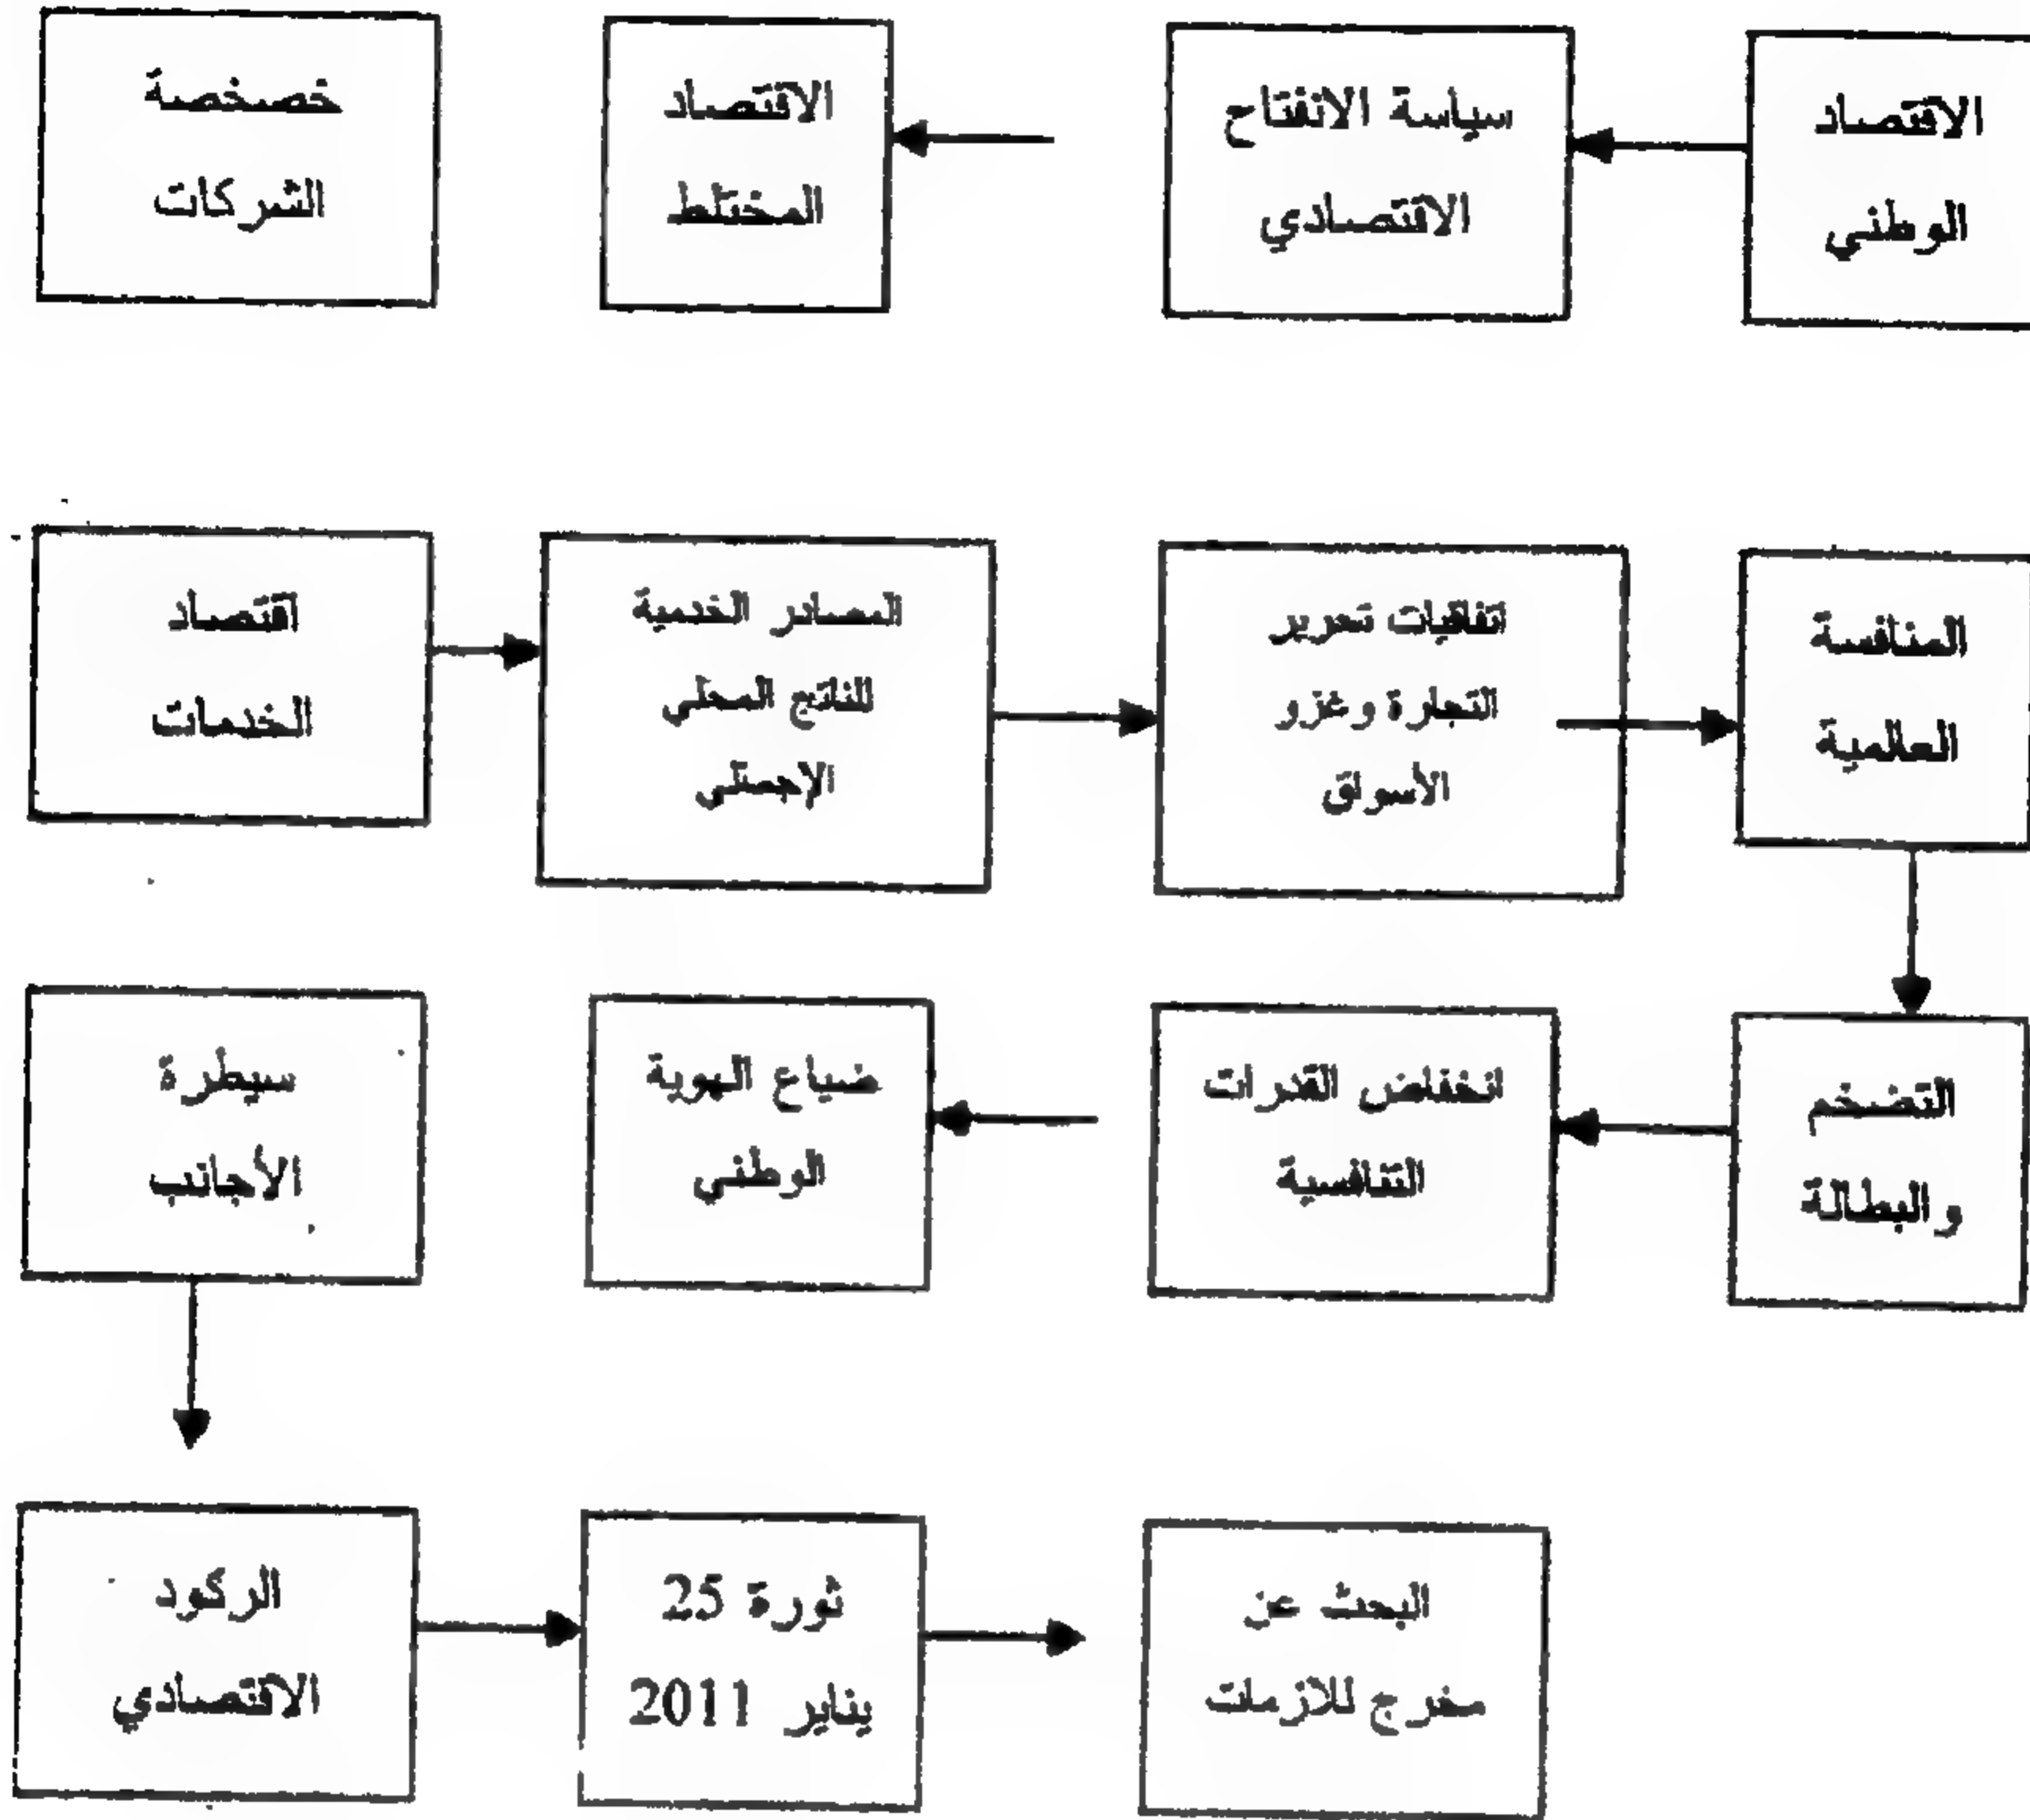 الاقتصاد
الوطني
سياسة الانفتاح
الاقتصادي
الاقتصاد
المختلط
خصخصة
الشركات
اقتصاد
الخدمات
المصادر الخدمية
للناتج المحلي
الإجمالي
اتفاقيات تحرير
التجارة وغزو
الأسواق
المنافسة
العالمية
التضخم
والبطالة
انخفاض القدرات
التنافسية
ضياع الهوية
الوطني
سيطرة
الأجانب
الركود
الاقتصادي
ثورة 25
يناير 2011
البحث عن
مخرج للازمات